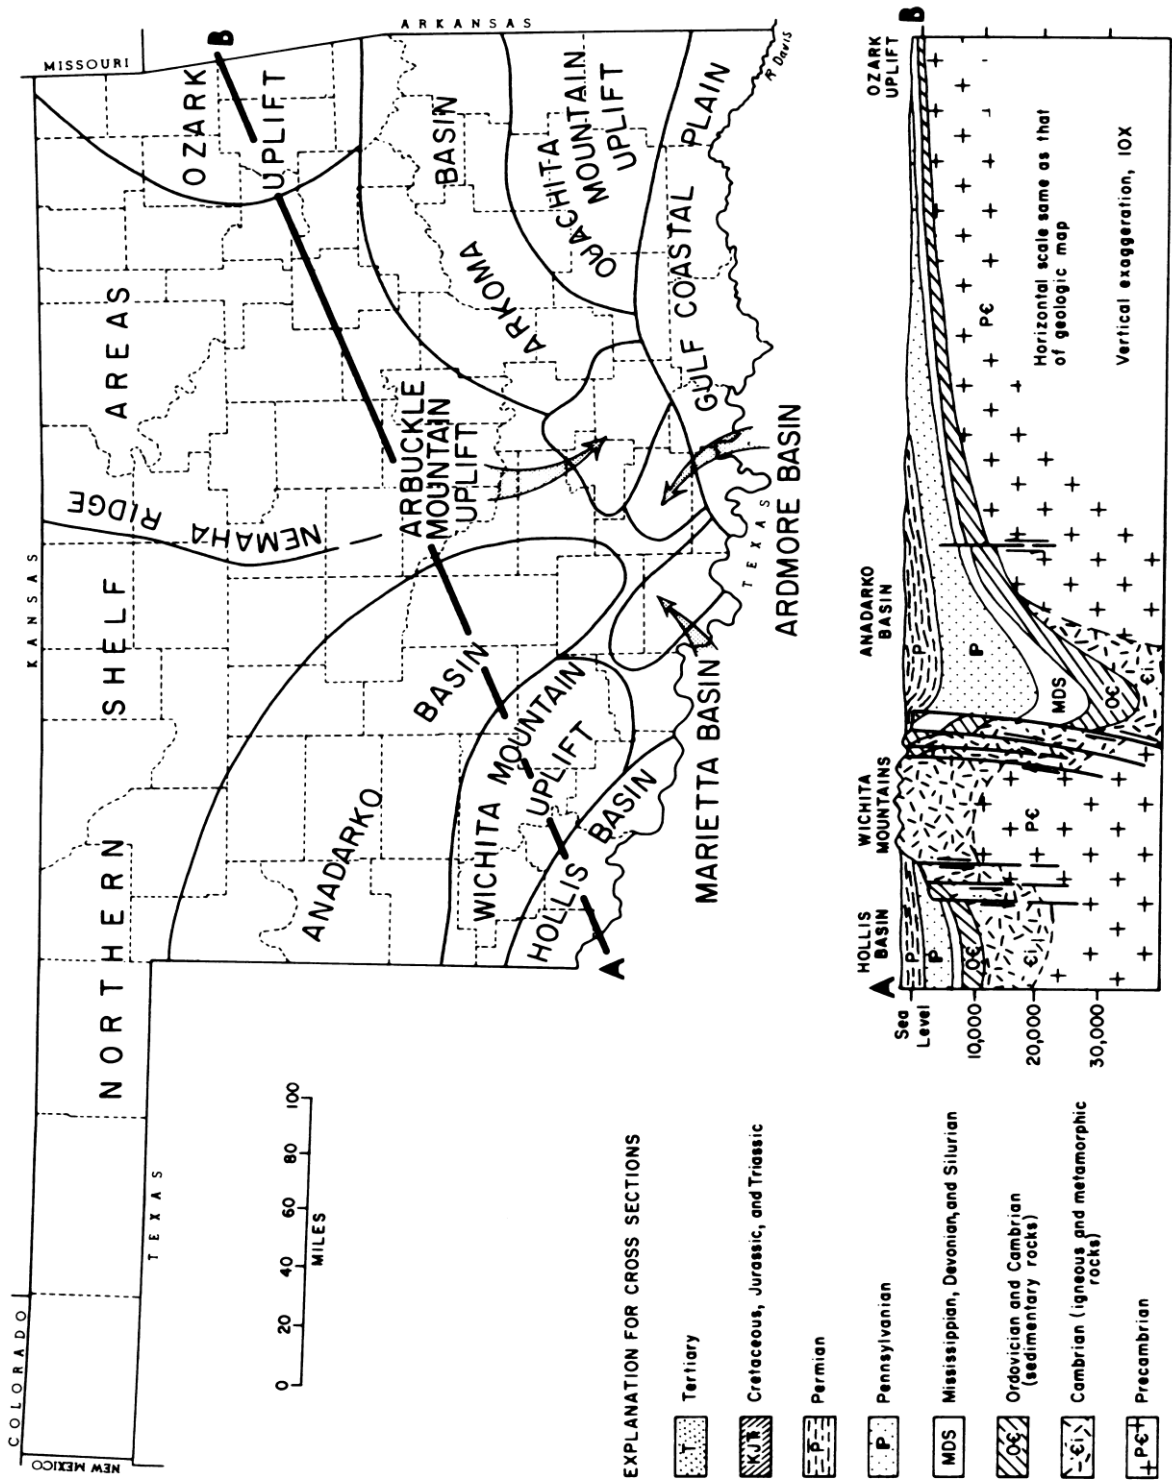 COLORADO
KANSAS
MISSOURI
NEW MEXICO
TEXAS
ARKANSAS
NORTHERN SHELF AREAS
NEMAHA RIDGE
OZARK
UPLIFT
B
ANADARKO
BASIN
ARBUCKLE
MOUNTAIN
UPLIFT
ARKOMA
BASIN
WICHITA MOUNTAIN
UPLIFT
OUACHITA
MOUNTAIN
UPLIFT
HOLLIS
BASIN
A
GULF COASTAL PLAIN
TEXAS
R Davis
MARIETTA BASIN
ARDMORE BASIN
0 20 40 60 80 100
MILES
EXPLANATION FOR CROSS SECTIONS
T Tertiary
KJTR Cretaceous, Jurassic, and Triassic
P Permian
P Pennsylvanian
MDS Mississippian, Devonian, and Silurian
O€ Ordovician and Cambrian
(sedimentary rocks)
€i Cambrian (igneous and metamorphic
rocks)
P€ Precambrian
A
HOLLIS
BASIN
WICHITA
MOUNTAINS
ANADARKO
BASIN
OZARK
UPLIFT
B
Sea
Level
10,000
20,000
30,000
P
P
O€
€i
P€
P
P
MDS
O€
€i
P€
Horizontal scale same as that
of geologic map
Vertical exaggeration, 10X